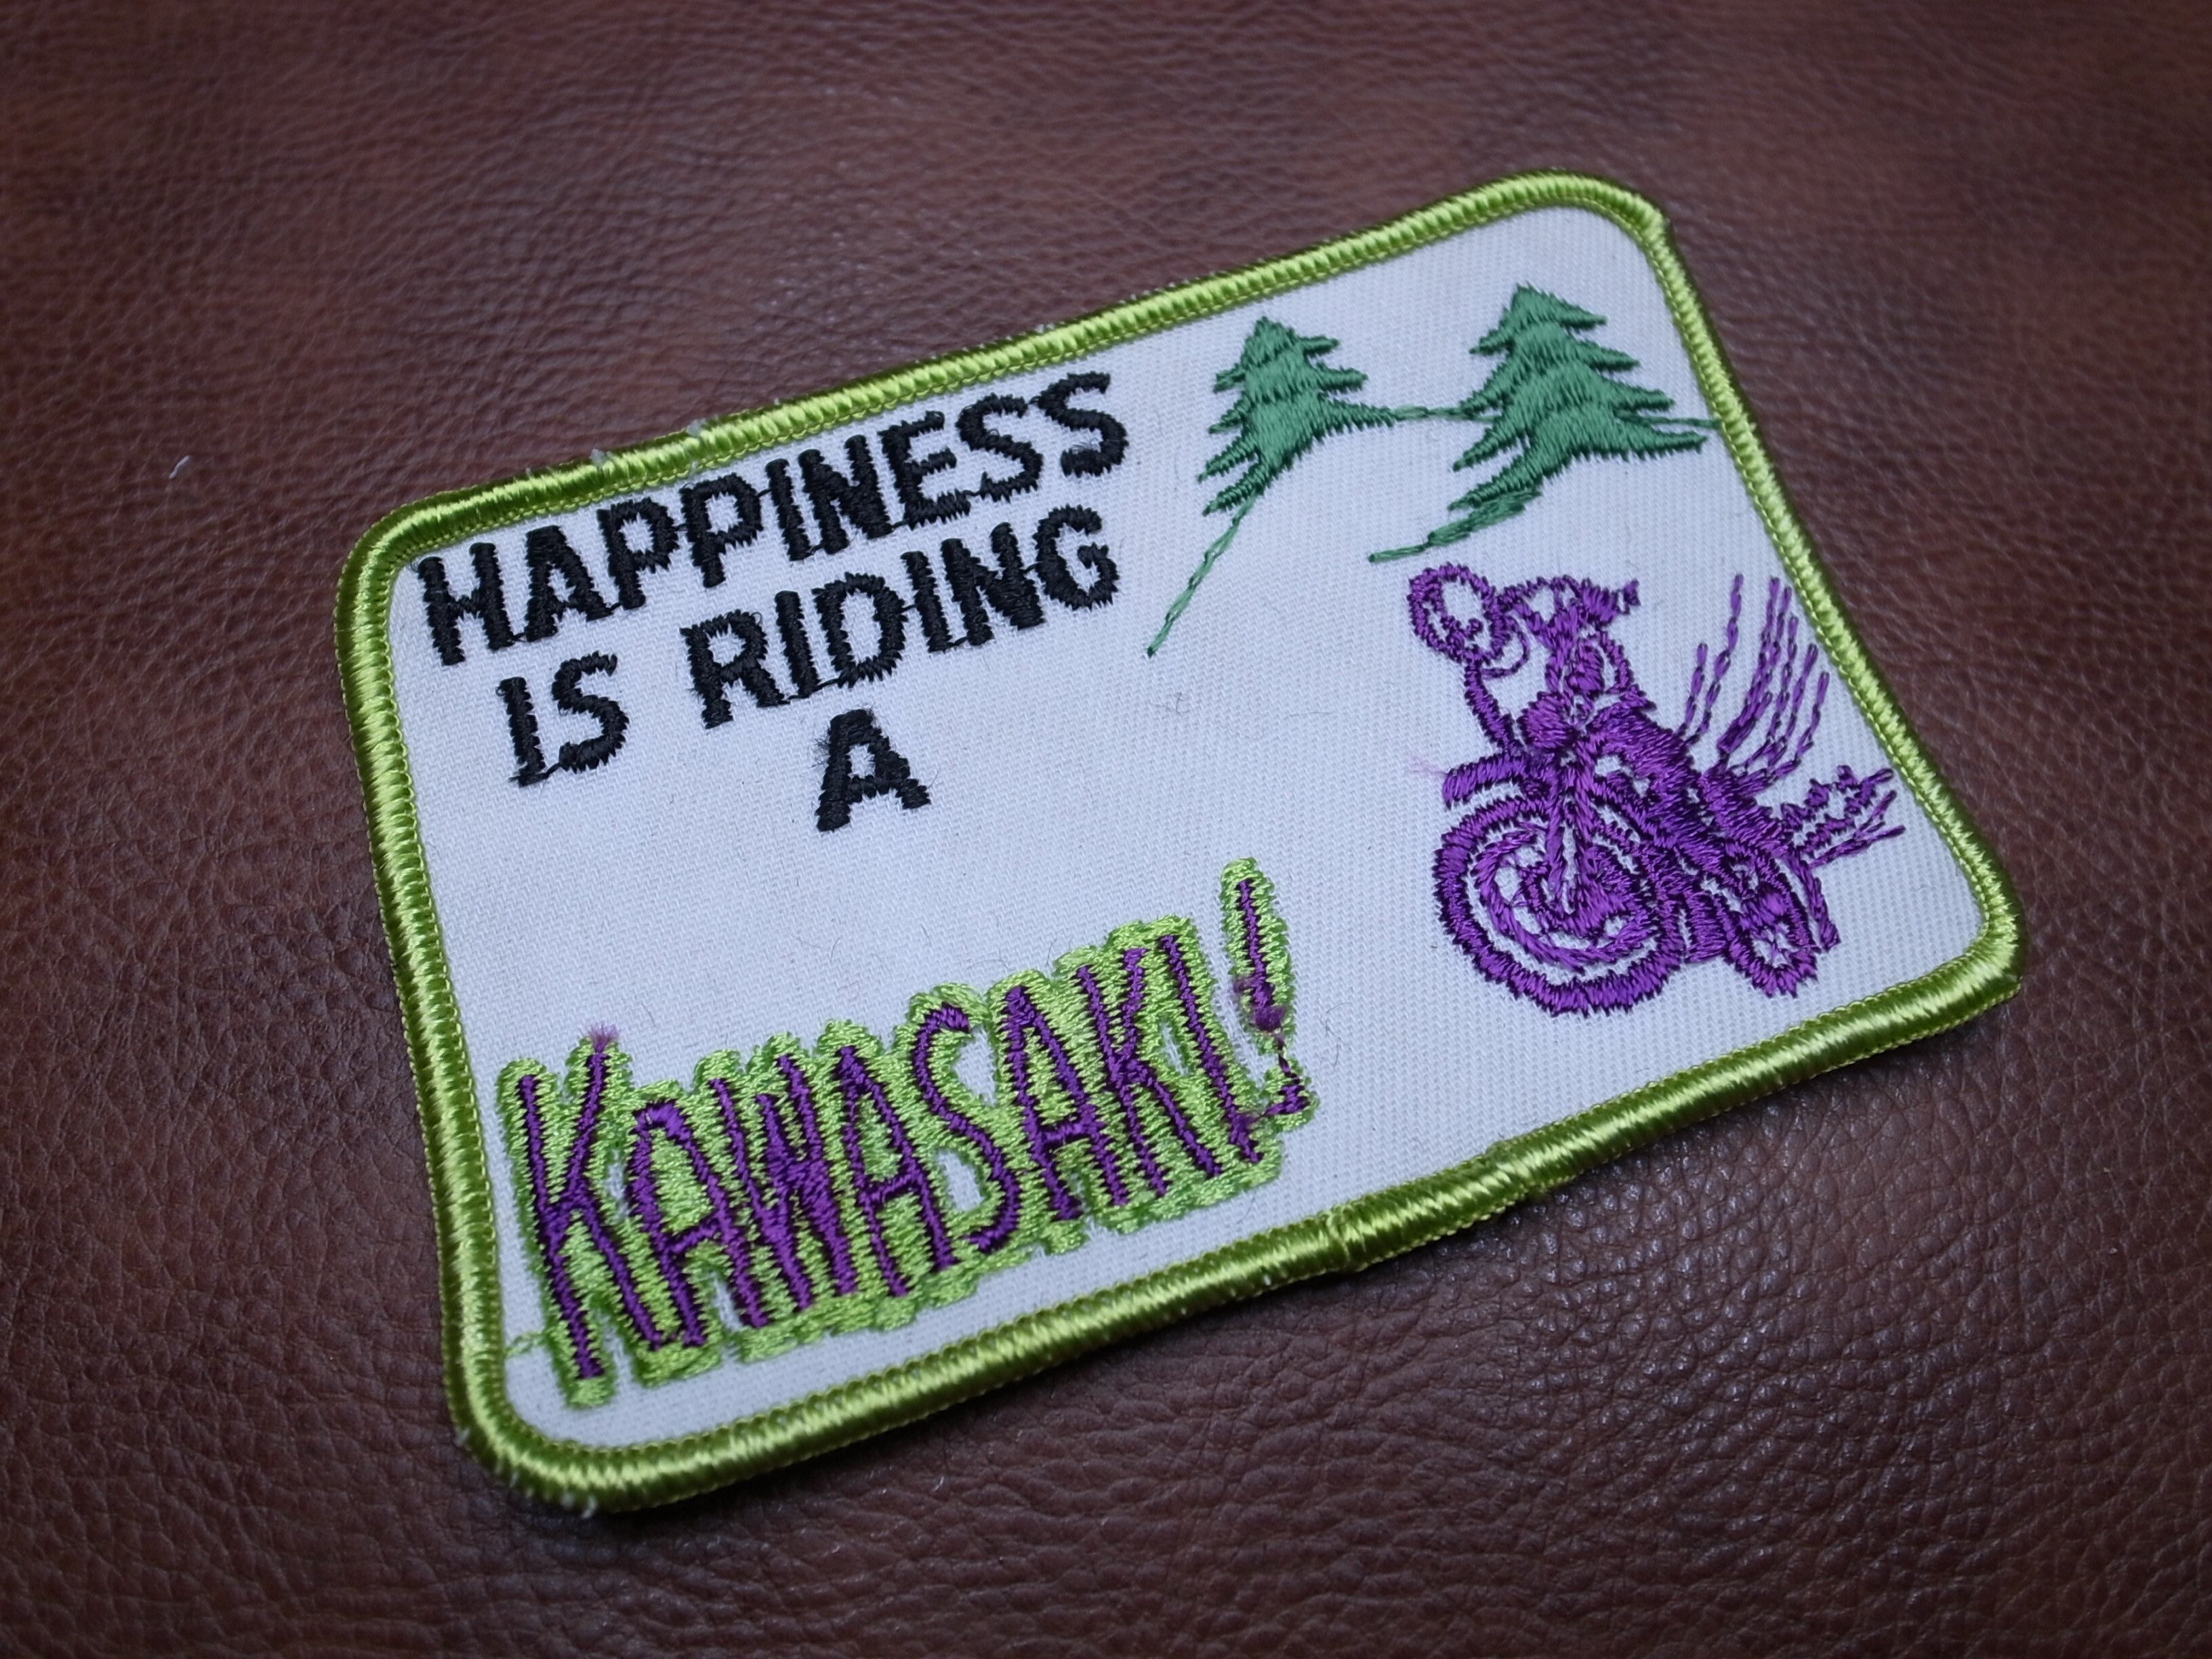 HAPPINESS
IS RIDING
A
KAWASAKI!